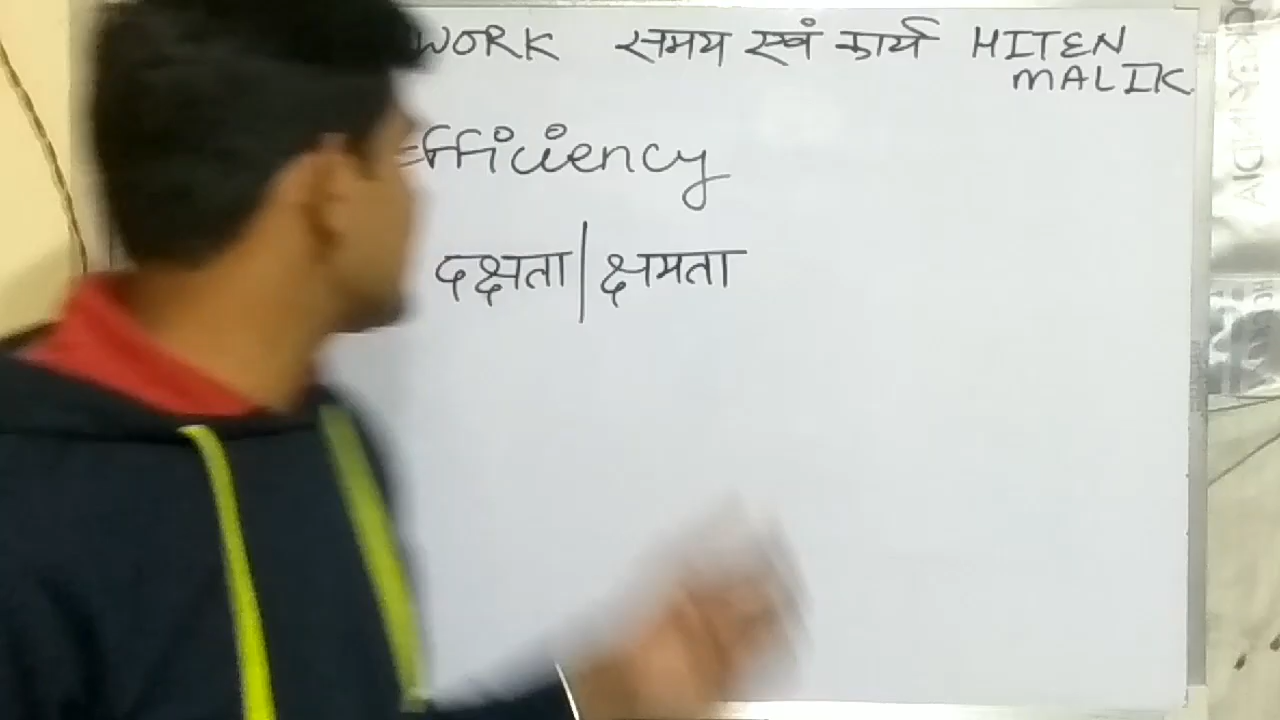 WORK समय एवं कार्य HITEN
MALIK
Efficiency
दक्षता | क्षमता